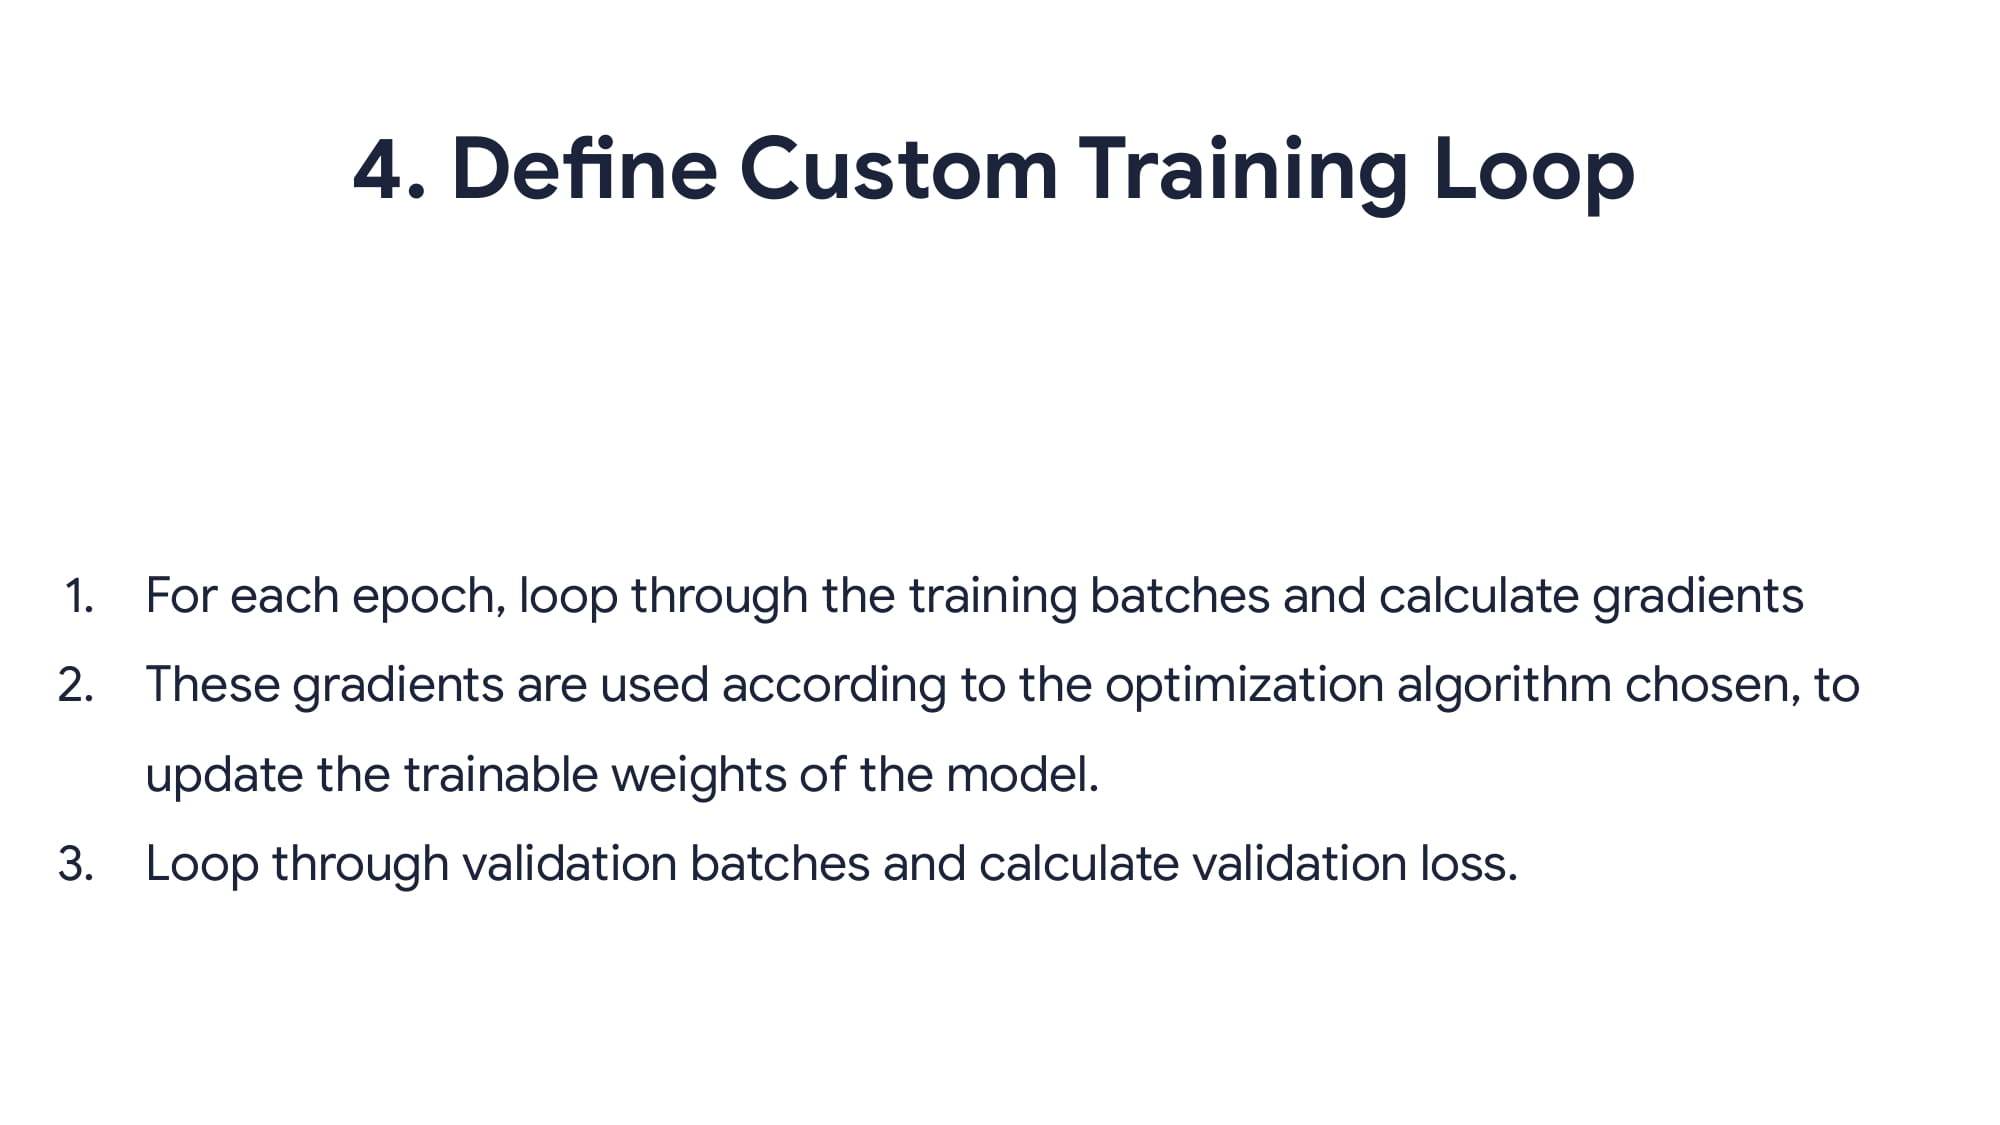 4. Define Custom Training Loop
1. For each epoch, loop through the training batches and calculate gradients
2. These gradients are used according to the optimization algorithm chosen, to
update the trainable weights of the model.
3. Loop through validation batches and calculate validation loss.